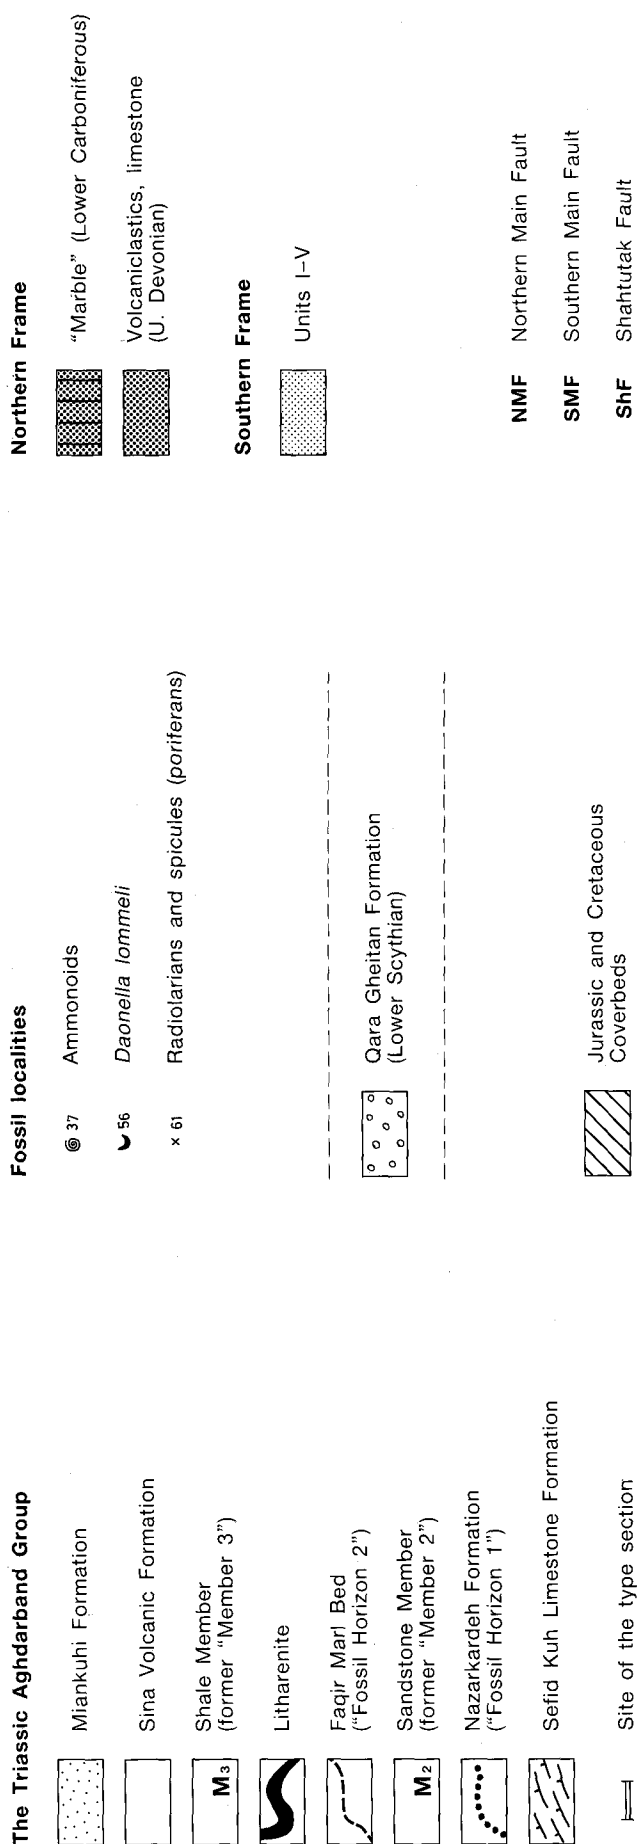 The Triassic Aghdarband Group
Miankuhi Formation
Sina Volcanic Formation
M3 Shale Member
(former “Member 3”)
Litharenite
Faqir Marl Bed
(“Fossil Horizon 2”)
M2 Sandstone Member
(former “Member 2”)
Nazarkardeh Formation
(“Fossil Horizon 1”)
Sefid Kuh Limestone Formation
Site of the type section
Fossil localities
37 Ammonoids
56 Daonella lommeli
× 61 Radiolarians and spicules (poriferans)
Qara Gheitan Formation
(Lower Scythian)
Jurassic and Cretaceous
Coverbeds
Northern Frame
“Marble” (Lower Carboniferous)
Volcaniclastics, limestone
(U. Devonian)
Southern Frame
Units I–V
NMF Northern Main Fault
SMF Southern Main Fault
ShF Shahtutak Fault